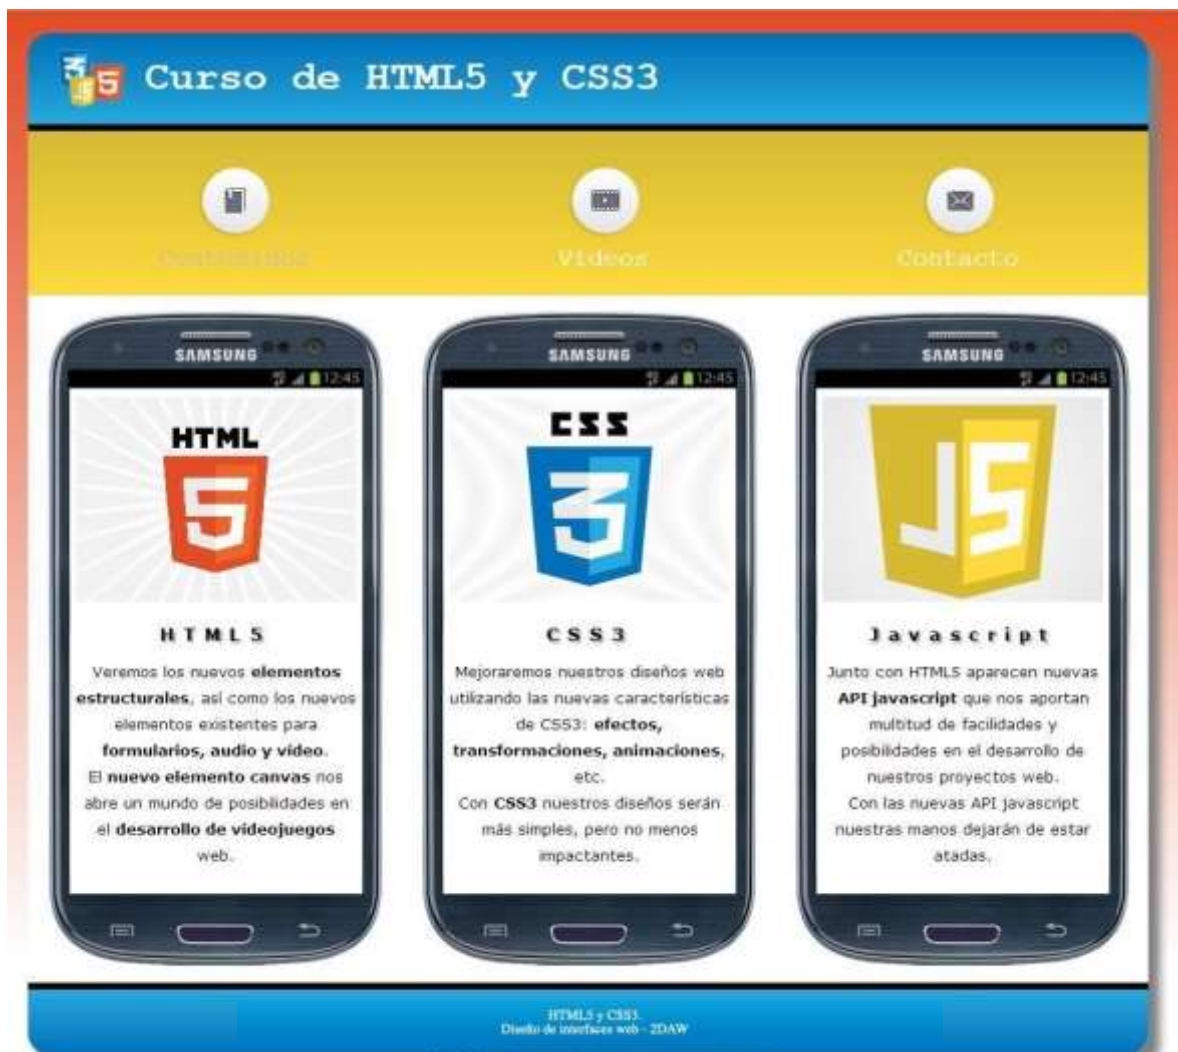 3 JS 5 Curso de HTML5 y CSS3
Videos
Contacto
SAMSUNG
12:45
HTML
5
HTML5
Veremos los nuevos elementos
estructurales, así como los nuevos
elementos existentes para
formularios, audio y vídeo.
El nuevo elemento canvas nos
abre un mundo de posibilidades en
el desarrollo de videojuegos
web.
SAMSUNG
12:45
CSS
3
CSS3
Mejoraremos nuestros diseños web
utilizando las nuevas características
de CSS3: efectos,
transformaciones, animaciones,
etc.
Con CSS3 nuestros diseños serán
más simples, pero no menos
impactantes.
SAMSUNG
12:45
JS
Javascript
Junto con HTML5 aparecen nuevas
API javascript que nos aportan
multitud de facilidades y
posibilidades en el desarrollo de
nuestros proyectos web.
Con las nuevas API javascript
nuestras manos dejarán de estar
atadas.
HTML5 y CSS3.
Diseño de interfaces web - 2DAW